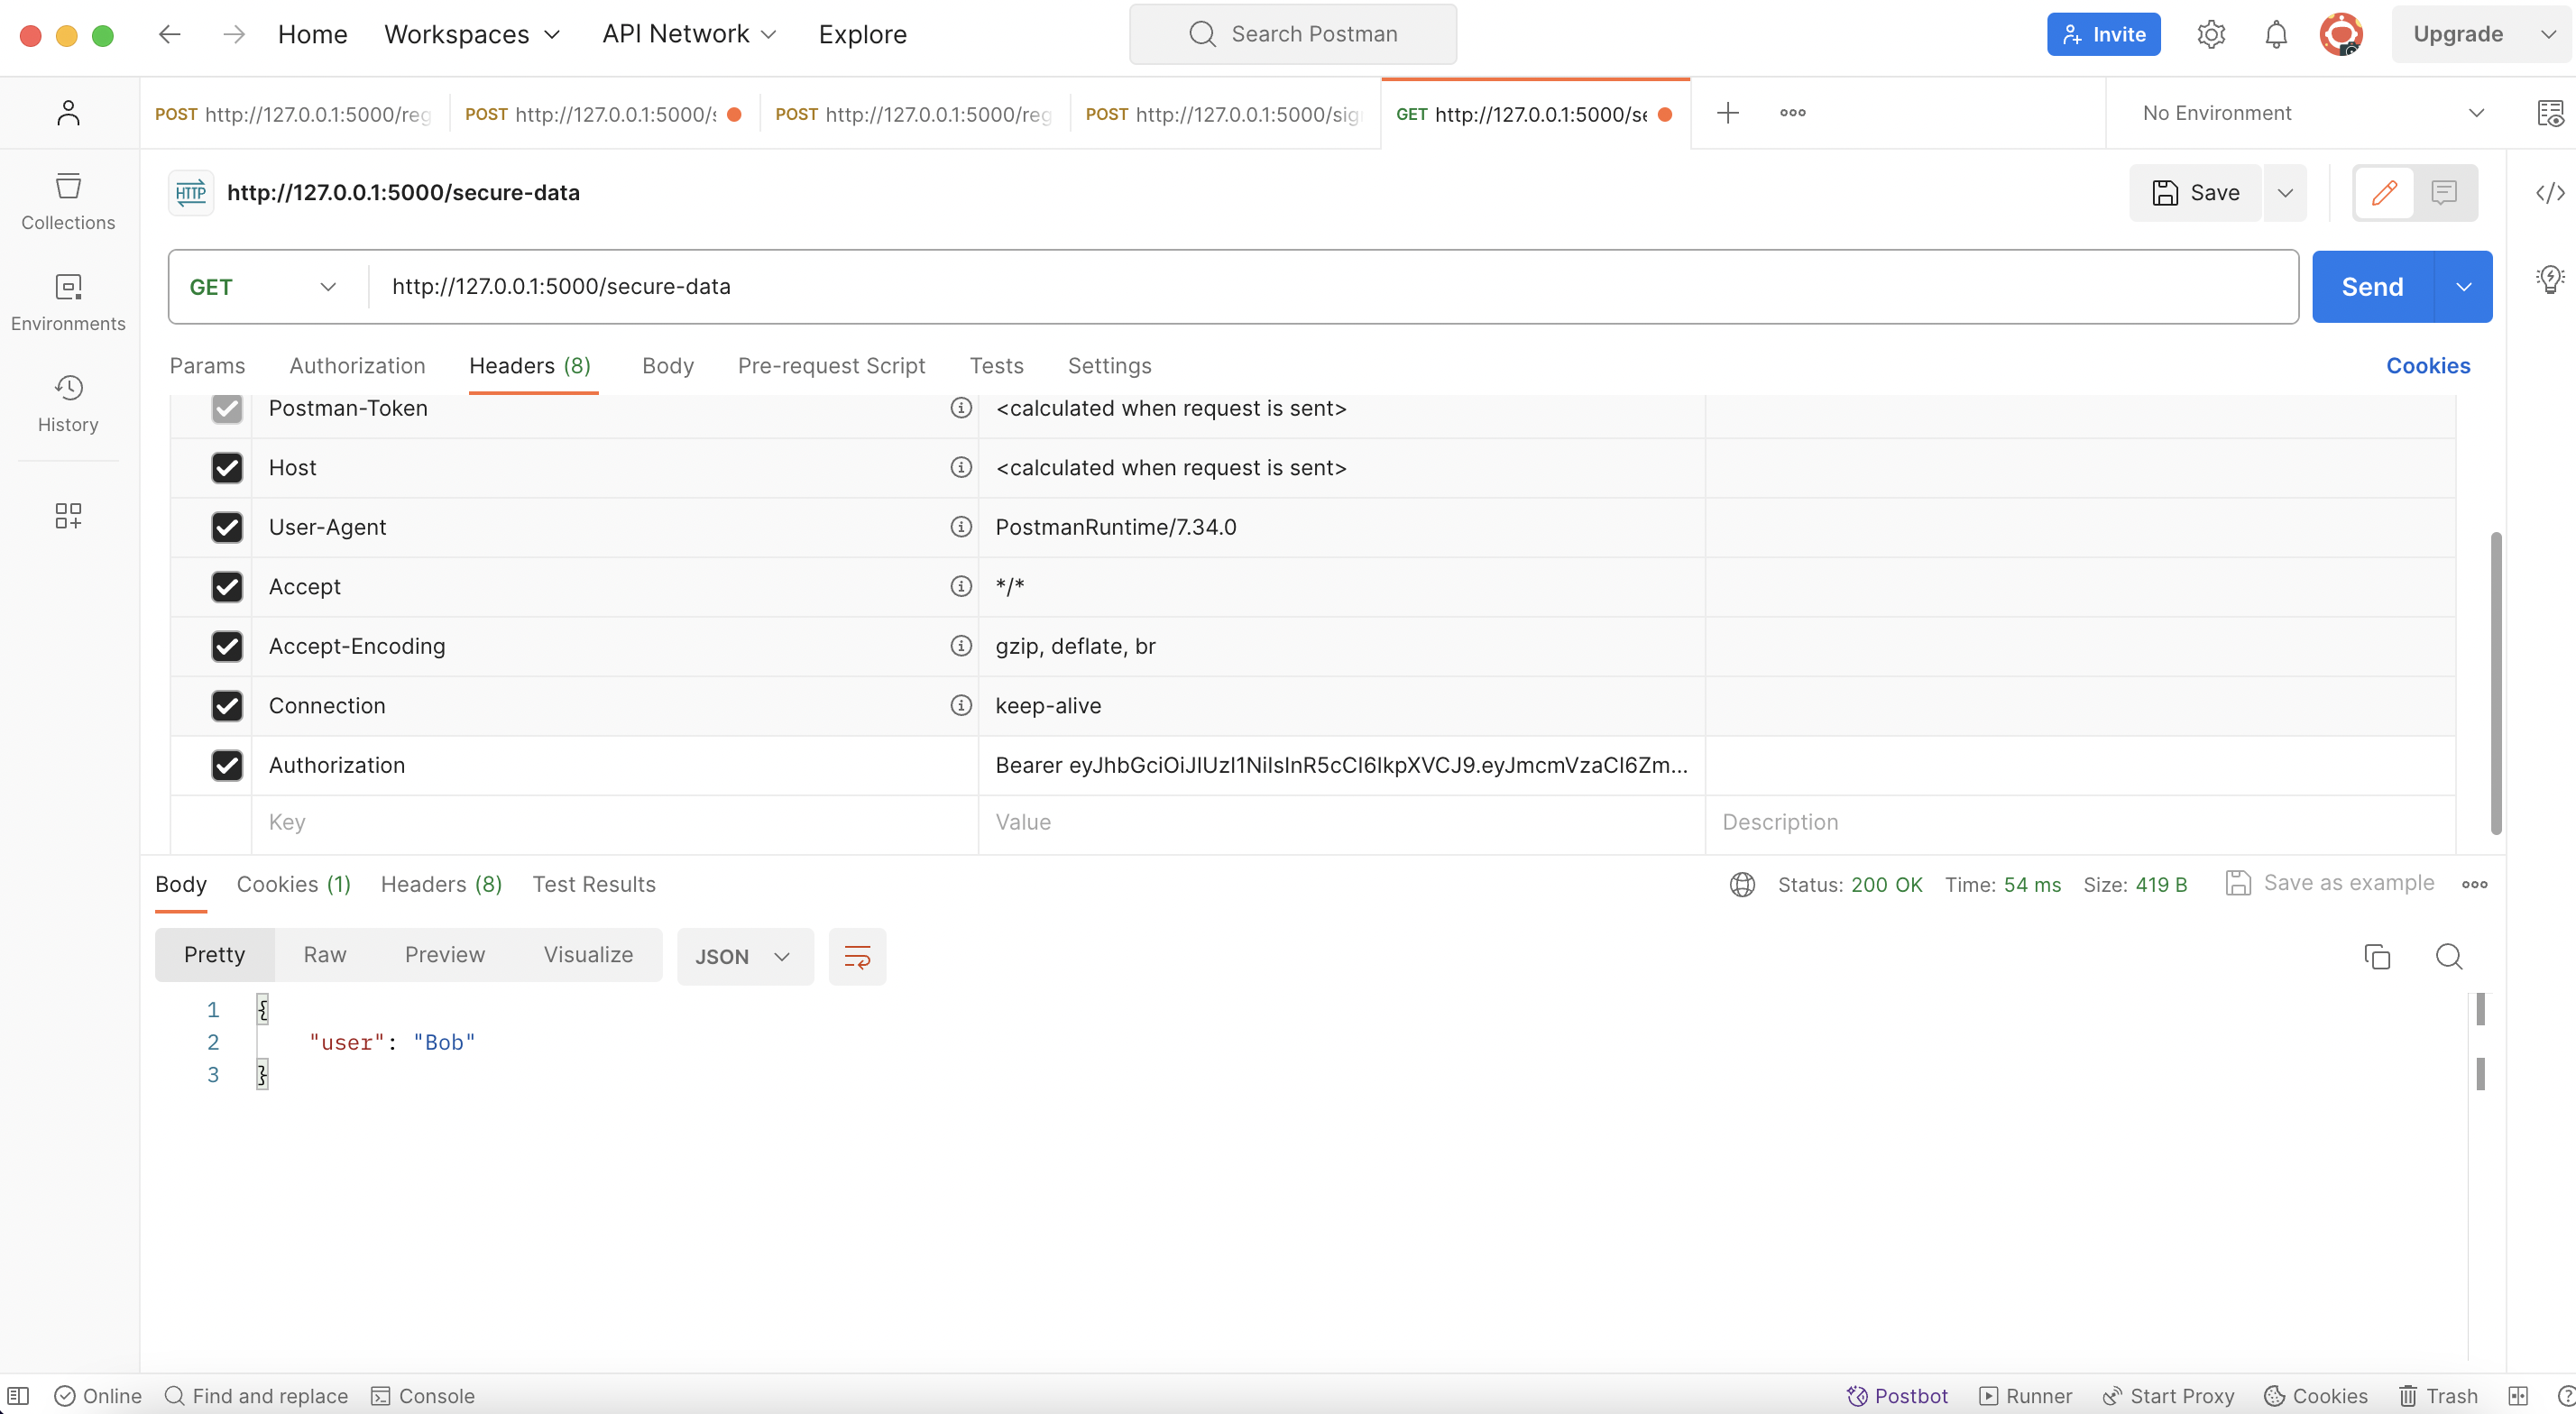 Home Workspaces API Network Explore Search Postman Invite Upgrade
POST http://127.0.0.1:5000/reg POST http://127.0.0.1:5000/s POST http://127.0.0.1:5000/reg POST http://127.0.0.1:5000/sig GET http://127.0.0.1:5000/se No Environment
HTTP http://127.0.0.1:5000/secure-data Save
Collections
GET http://127.0.0.1:5000/secure-data Send
Environments
Params Authorization Headers (8) Body Pre-request Script Tests Settings Cookies
History
Postman-Token <calculated when request is sent>
Host <calculated when request is sent>
User-Agent PostmanRuntime/7.34.0
Accept */*
Accept-Encoding gzip, deflate, br
Connection keep-alive
Authorization Bearer eyJhbGciOiJIUzI1NiIsInR5cCI6IkpXVCJ9.eyJmcmVzaCI6Zm...
Key Value Description
Body Cookies (1) Headers (8) Test Results Status: 200 OK Time: 54 ms Size: 419 B Save as example
Pretty Raw Preview Visualize JSON
1 {
2 "user": "Bob"
3 }
Online Find and replace Console Postbot Runner Start Proxy Cookies Trash